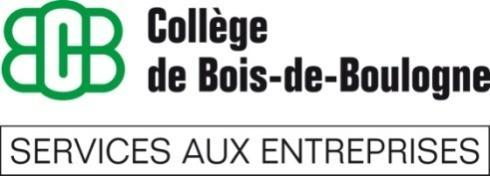 Collège
de Bois-de-Boulogne
SERVICES AUX ENTREPRISES